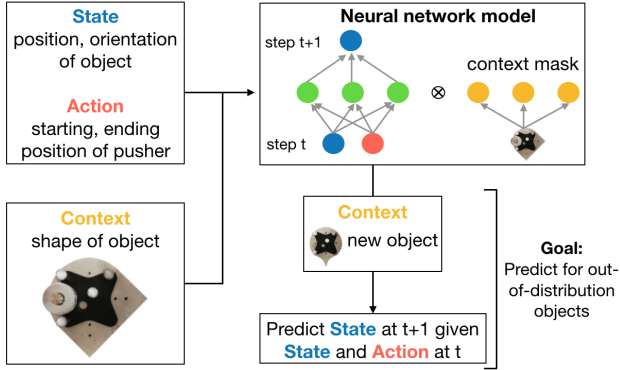 State
position, orientation
of object
Action
starting, ending
position of pusher
Context
shape of object
Neural network model
step t+1
context mask
⊗
step t
Context
new object
Predict State at t+1 given
State and Action at t
Goal:
Predict for out-
of-distribution
objects